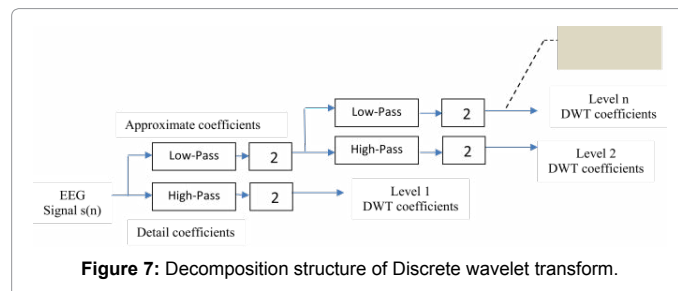 Level n
DWT coefficients
Low-Pass
2
Approximate coefficients
Low-Pass
2
High-Pass
2
Level 2
DWT coefficients
EEG
Signal s(n)
High-Pass
2
Level 1
DWT coefficients
Detail coefficients
Figure 7: Decomposition structure of Discrete wavelet transform.